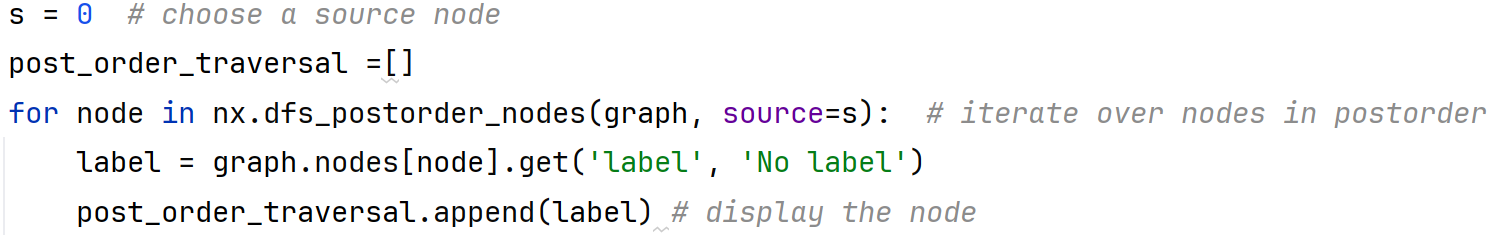 s = 0  # choose a source node
post_order_traversal =[]
for node in nx.dfs_postorder_nodes(graph, source=s):  # iterate over nodes in postorder
    label = graph.nodes[node].get('label', 'No label')
    post_order_traversal.append(label) # display the node